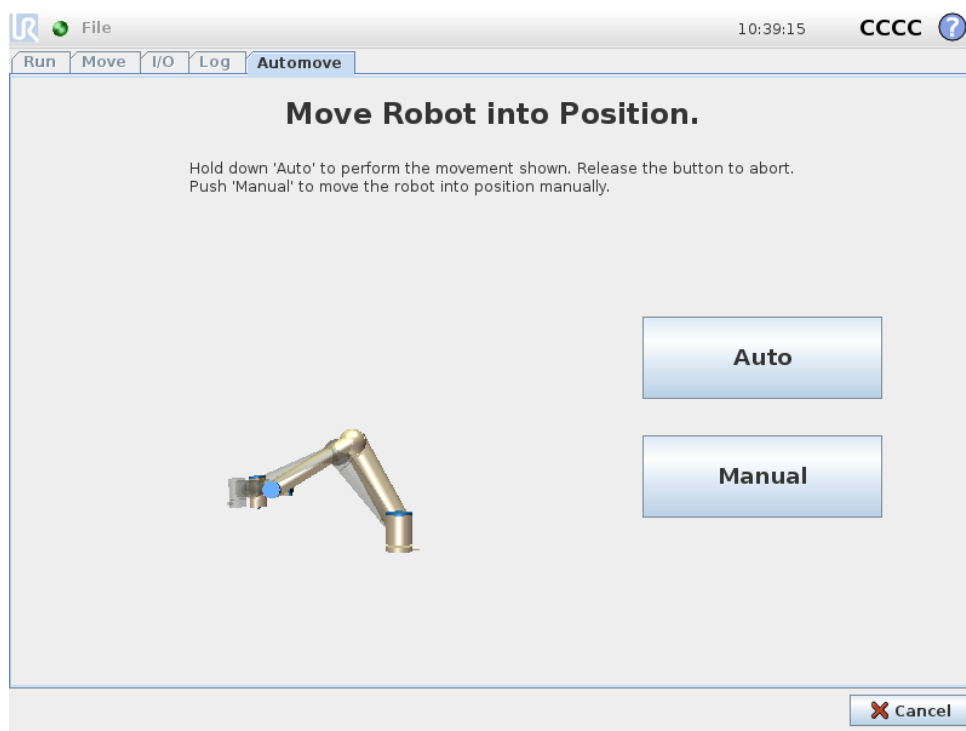 UR File 10:39:15 CCCC ?
Run Move I/O Log Automove
Move Robot into Position.
Hold down 'Auto' to perform the movement shown. Release the button to abort.
Push 'Manual' to move the robot into position manually.
Auto
Manual
Cancel